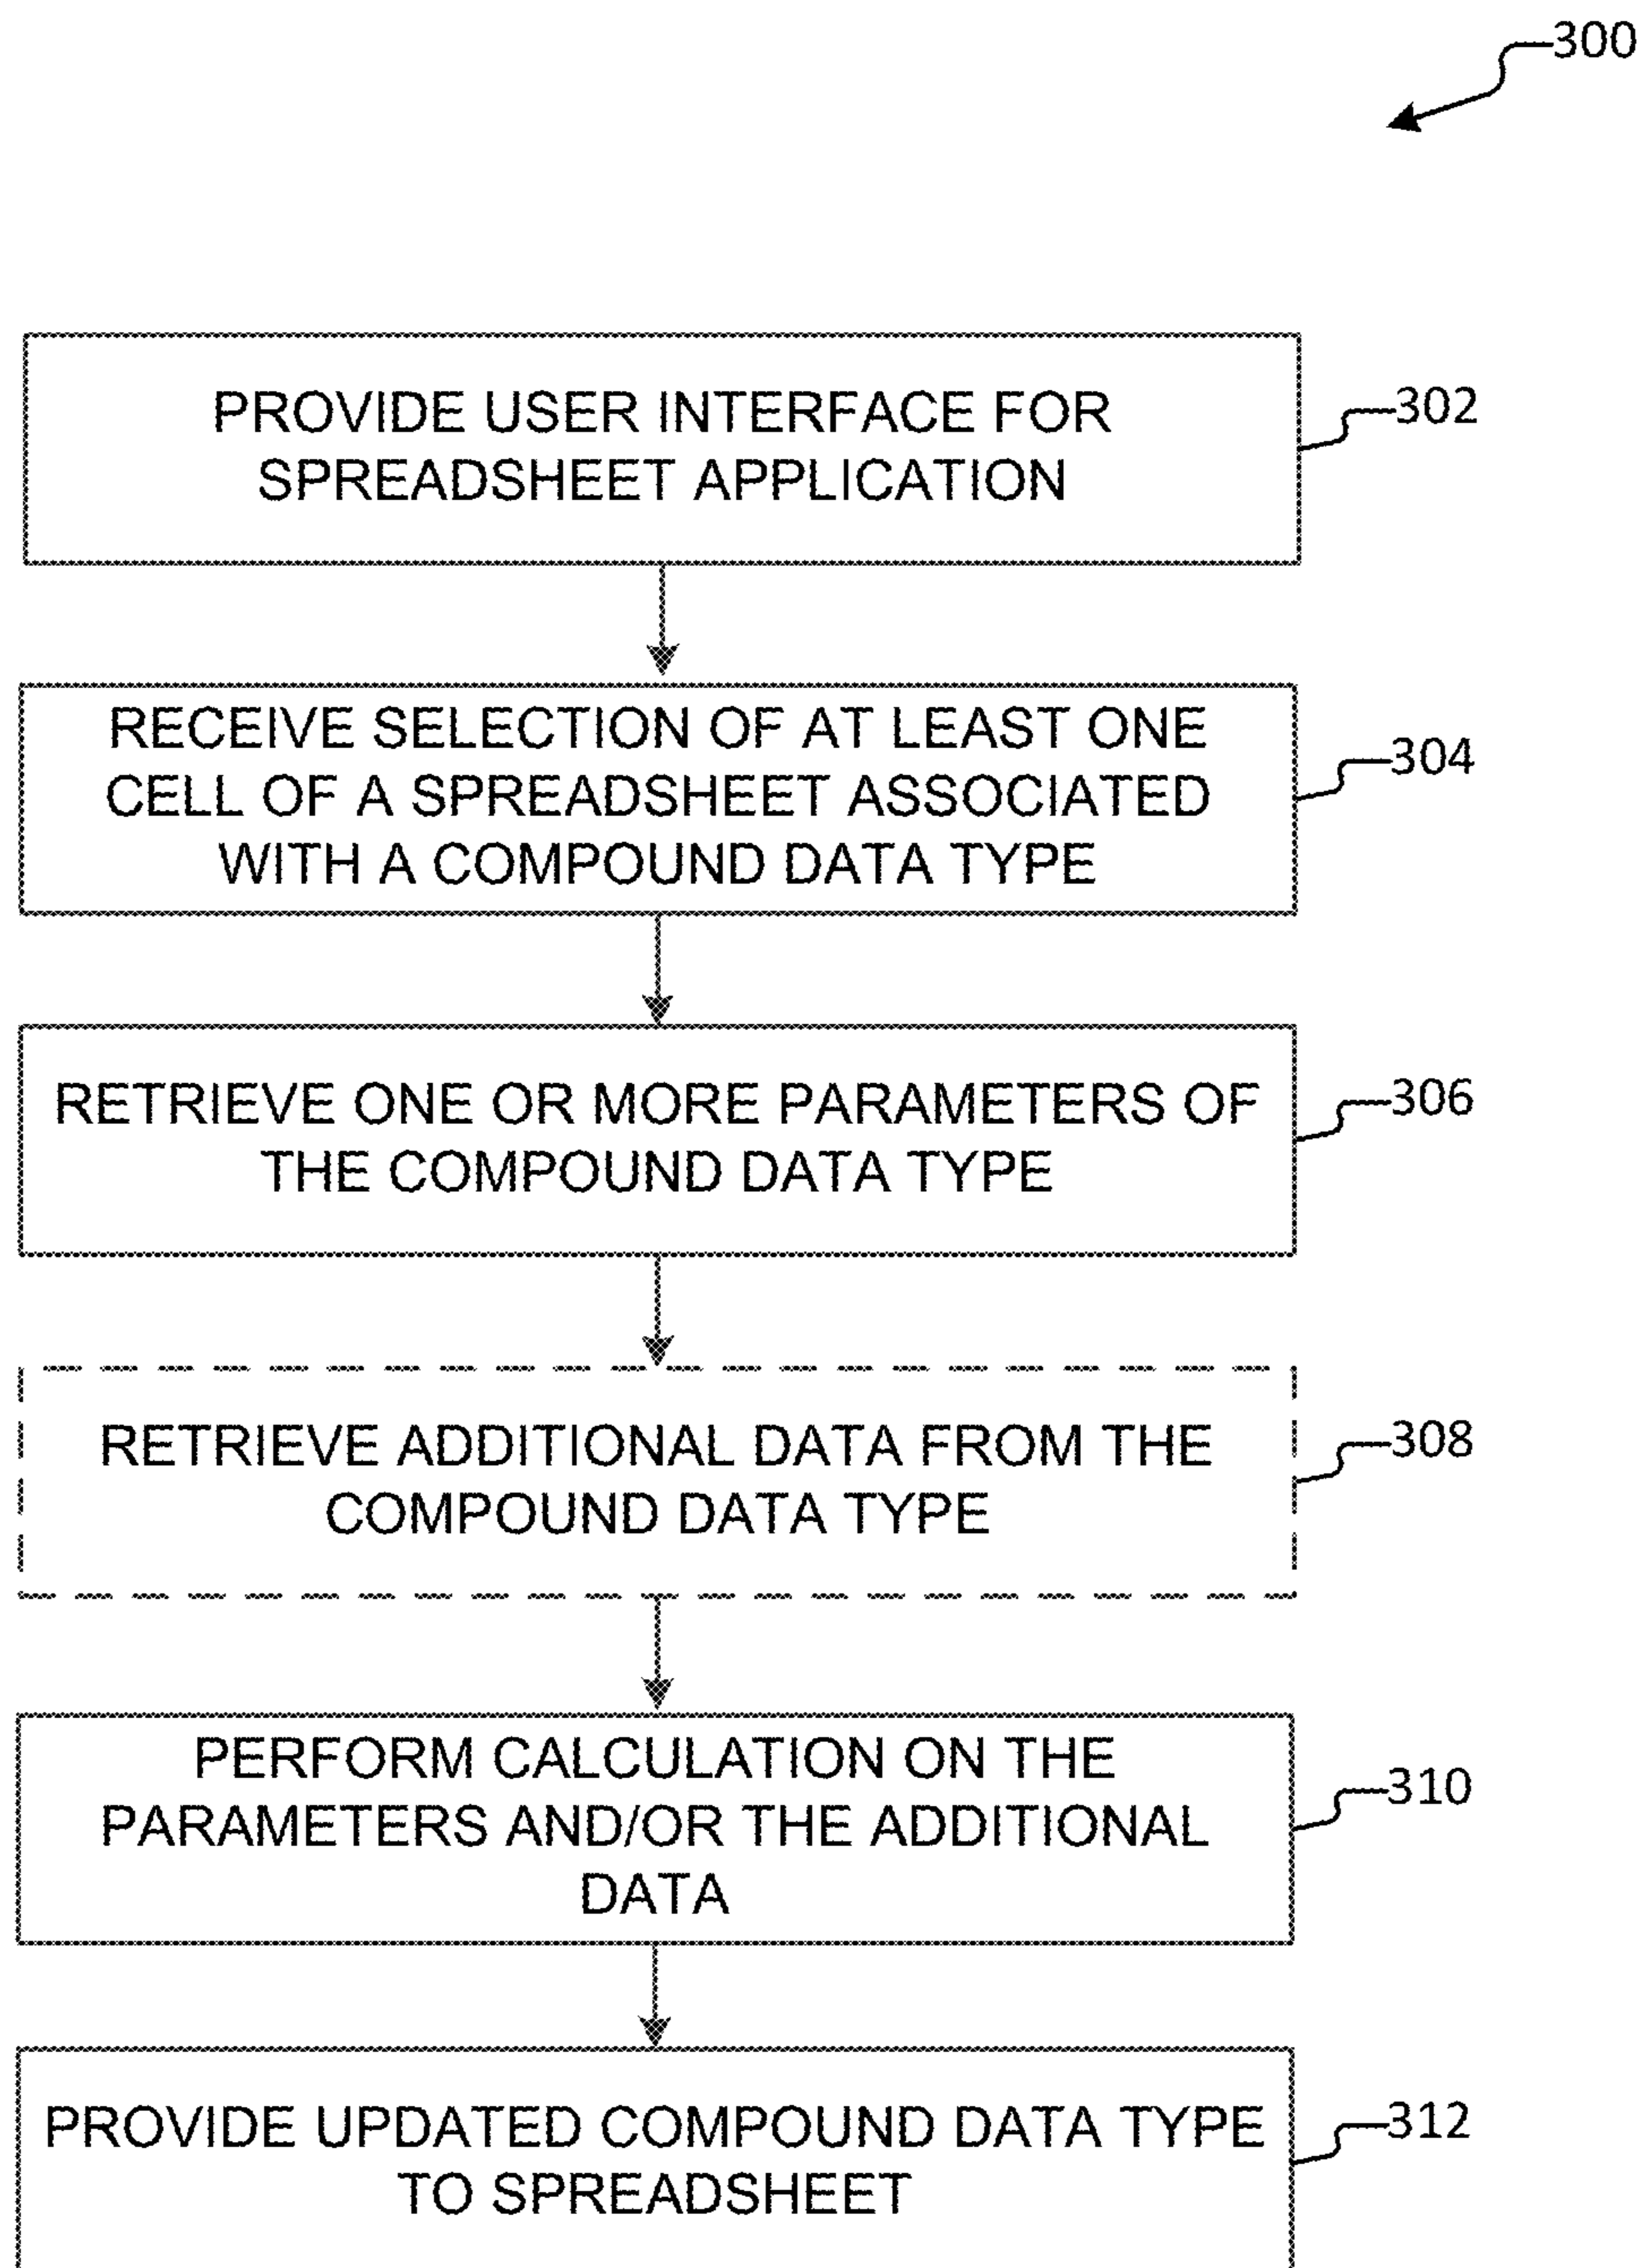 300
PROVIDE USER INTERFACE FOR
SPREADSHEET APPLICATION
302
RECEIVE SELECTION OF AT LEAST ONE
CELL OF A SPREADSHEET ASSOCIATED
WITH A COMPOUND DATA TYPE
304
RETRIEVE ONE OR MORE PARAMETERS OF
THE COMPOUND DATA TYPE
306
RETRIEVE ADDITIONAL DATA FROM THE
COMPOUND DATA TYPE
308
PERFORM CALCULATION ON THE
PARAMETERS AND/OR THE ADDITIONAL
DATA
310
PROVIDE UPDATED COMPOUND DATA TYPE
TO SPREADSHEET
312